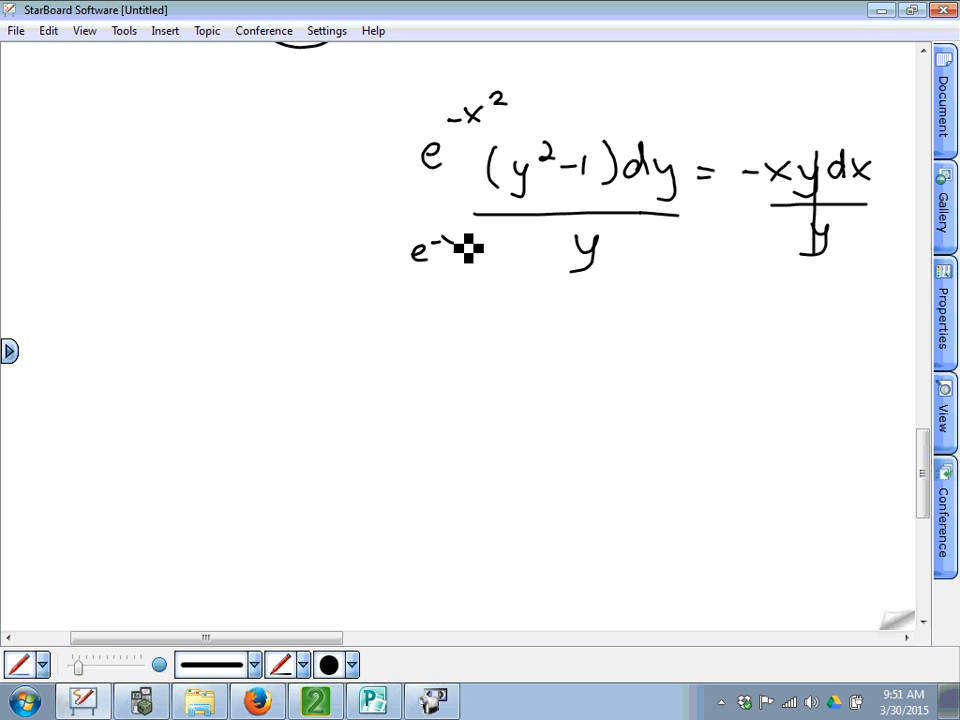 StarBoard Software [Untitled]
File Edit View Tools Insert Topic Conference Settings Help
e^{-x^2} (y^2-1)dy = -xydx
e^- y y
Document
Gallery
Properties
View
Conference
9:51 AM
3/30/2015